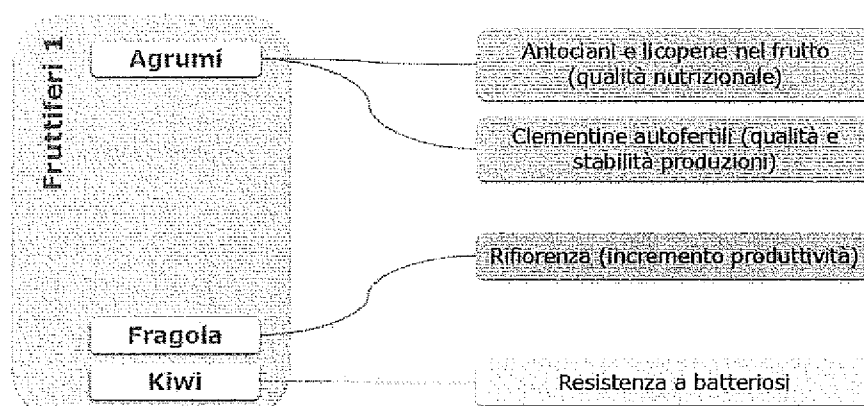 Fruttiferi 1
Agrumi
Antociani e licopene nel frutto
(qualità nutrizionale)
Clementine autofertili (qualità e
stabilità produzioni)
Rifiorenza (incremento produttività)
Fragola
Kiwi
Resistenza a batteriosi